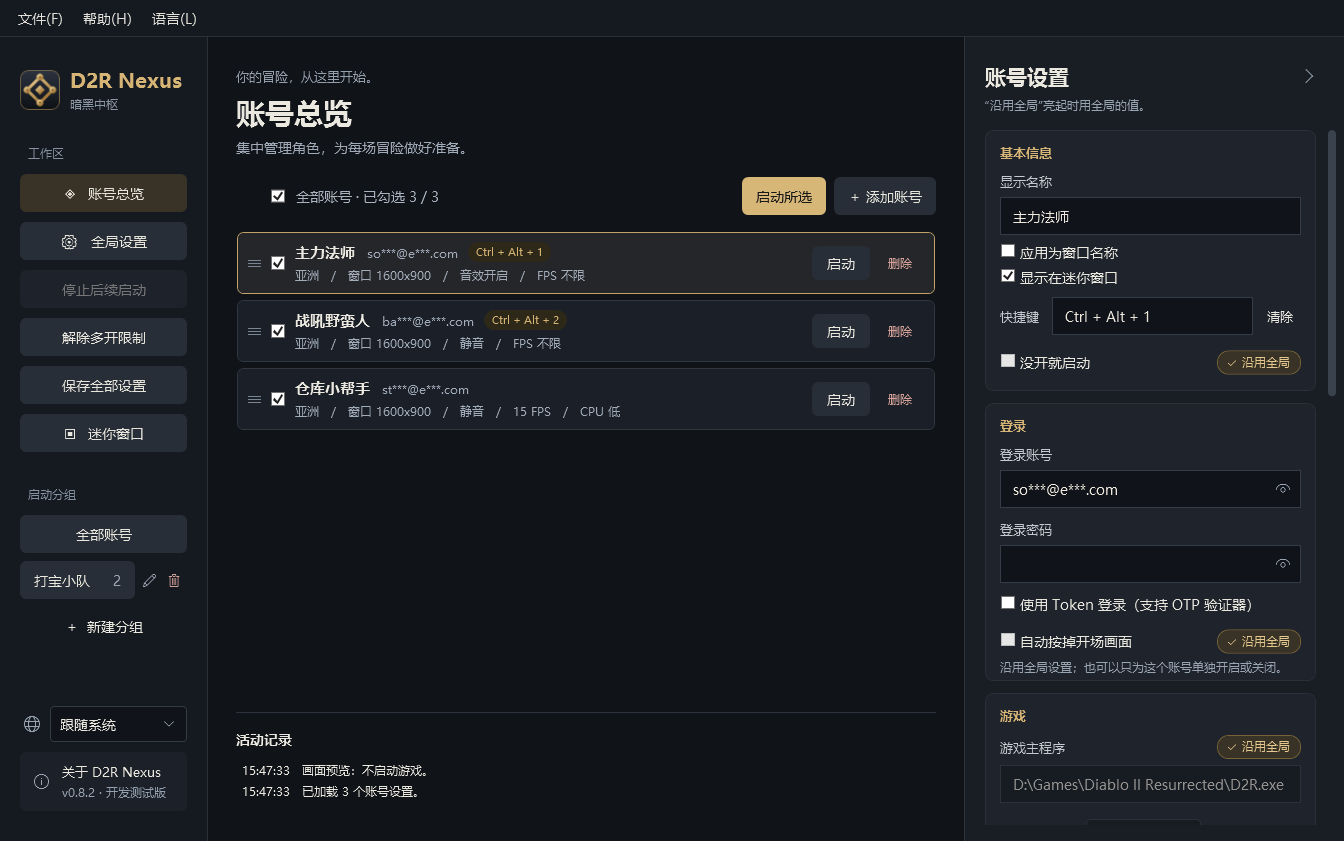 文件(F) 帮助(H) 语言(L)
D2R Nexus
暗黑中枢
工作区
账号总览
全局设置
停止后续启动
解除多开限制
保存全部设置
迷你窗口
启动分组
全部账号
打宝小队 2
+ 新建分组
跟随系统
关于 D2R Nexus
v0.8.2 · 开发测试版
你的冒险，从这里开始。
账号总览
集中管理角色，为每场冒险做好准备。
全部账号 · 已勾选 3 / 3
启动所选
+ 添加账号
主力法师 so***@e***.com Ctrl + Alt + 1
亚洲 / 窗口 1600x900 / 音效开启 / FPS 不限
启动 删除
战吼野蛮人 ba***@e***.com Ctrl + Alt + 2
亚洲 / 窗口 1600x900 / 静音 / FPS 不限
启动 删除
仓库小帮手 st***@e***.com
亚洲 / 窗口 1600x900 / 静音 / 15 FPS / CPU 低
启动 删除
活动记录
15:47:33 画面预览：不启动游戏。
15:47:33 已加载 3 个账号设置。
账号设置
“沿用全局”亮起时用全局的值。
基本信息
显示名称
主力法师
应用为窗口名称
显示在迷你窗口
快捷键 Ctrl + Alt + 1 清除
没开就启动 ✓ 沿用全局
登录
登录账号
so***@e***.com
登录密码
使用 Token 登录（支持 OTP 验证器）
自动按掉开场画面 ✓ 沿用全局
沿用全局设置；也可以只为这个账号单独开启或关闭。
游戏
游戏主程序 ✓ 沿用全局
D:\Games\Diablo II Resurrected\D2R.exe